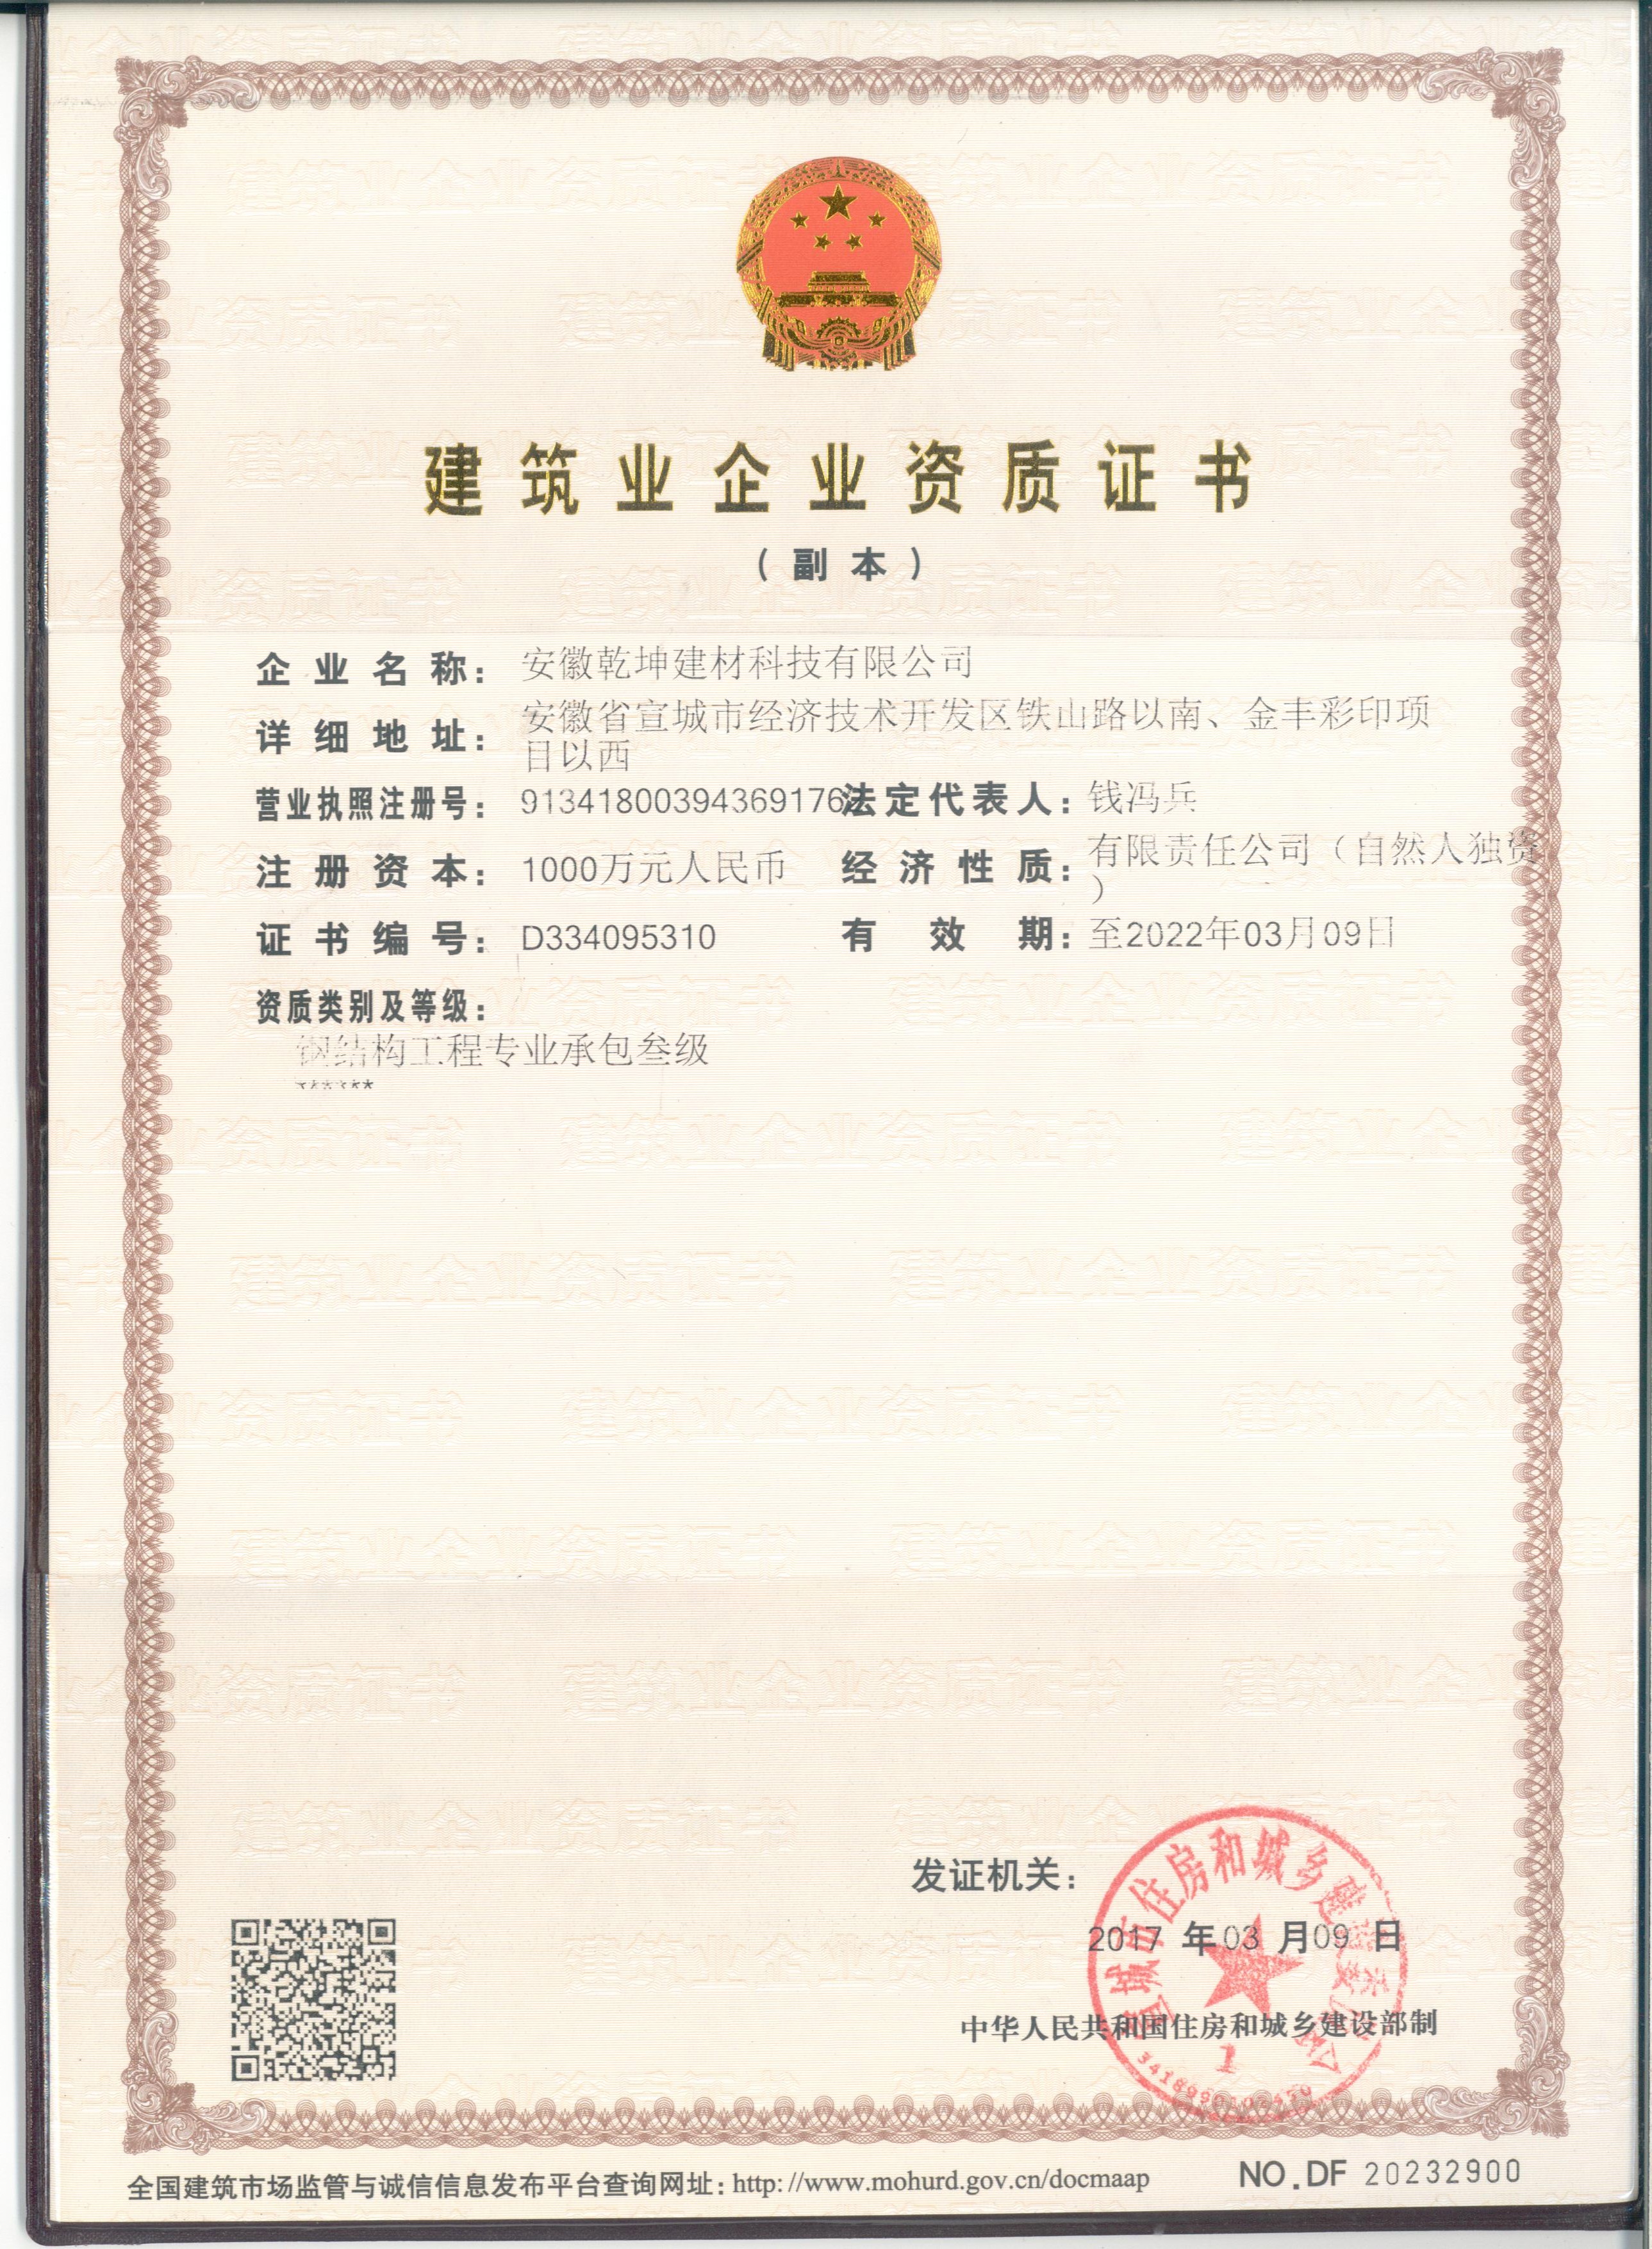 建筑业企业资质证书
（副本）
企业名称： 安徽乾坤建材科技有限公司
详细地址： 安徽省宣城市经济技术开发区铁山路以南、金丰彩印项
目以西
营业执照注册号： 91341800394369176 法定代表人： 钱冯兵
注册资本： 1000万元人民币 经济性质： 有限责任公司（自然人独资
）
证书编号： D334095310 有效期： 至2022年03月09日
资质类别及等级：
钢结构工程专业承包叁级
******
发证机关：
城市住房和城乡建
2017 年03 月09 日
中华人民共和国住房和城乡建设部制
1
全国建筑市场监管与诚信信息发布平台查询网址：http://www.mohurd.gov.cn/docmaap
NO.DF 20232900